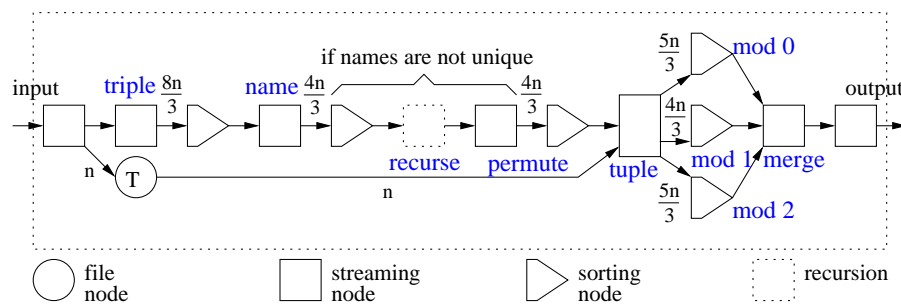 if names are not unique
input
triple
8n
3
name
4n
3
4n
3
5n
3
mod 0
4n
3
mod 1
merge
output
n
T
n
recurse
permute
tuple
5n
3
mod 2
file
node
streaming
node
sorting
node
recursion